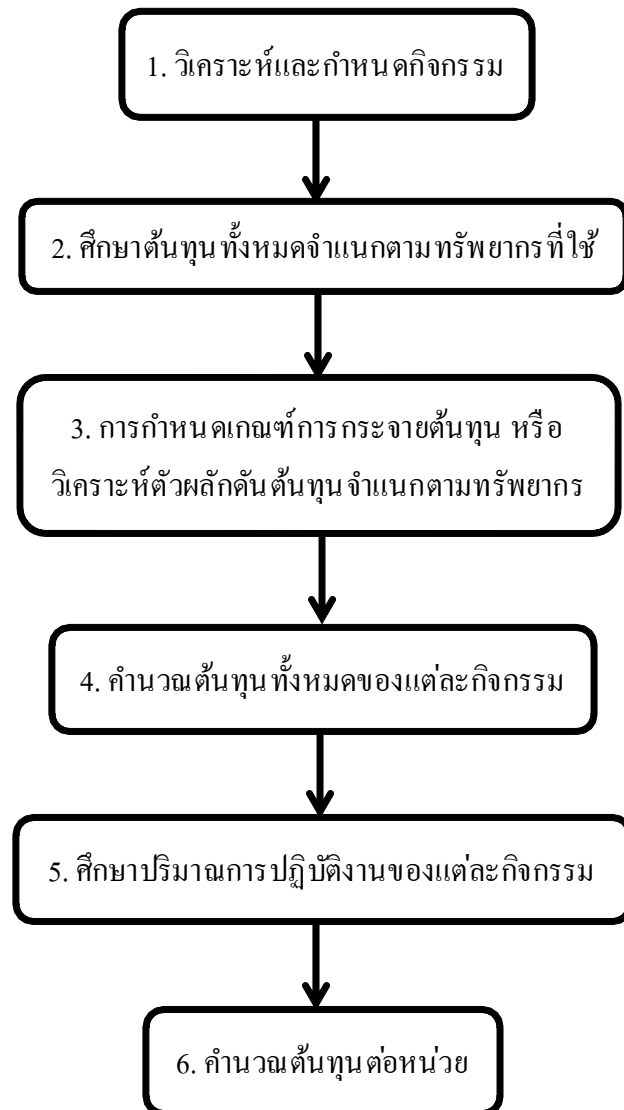 1. วิเคราะห์และกำหนดกิจกรรม
2. ศึกษาต้นทุนทั้งหมดจำแนกตามทรัพยากรที่ใช้
3. การกำหนดเกณฑ์การกระจายต้นทุน หรือ
วิเคราะห์ตัวผลักดันต้นทุนจำแนกตามทรัพยากร
4. คำนวณต้นทุนทั้งหมดของแต่ละกิจกรรม
5. ศึกษาปริมาณการปฏิบัติงานของแต่ละกิจกรรม
6. คำนวณต้นทุนต่อหน่วย